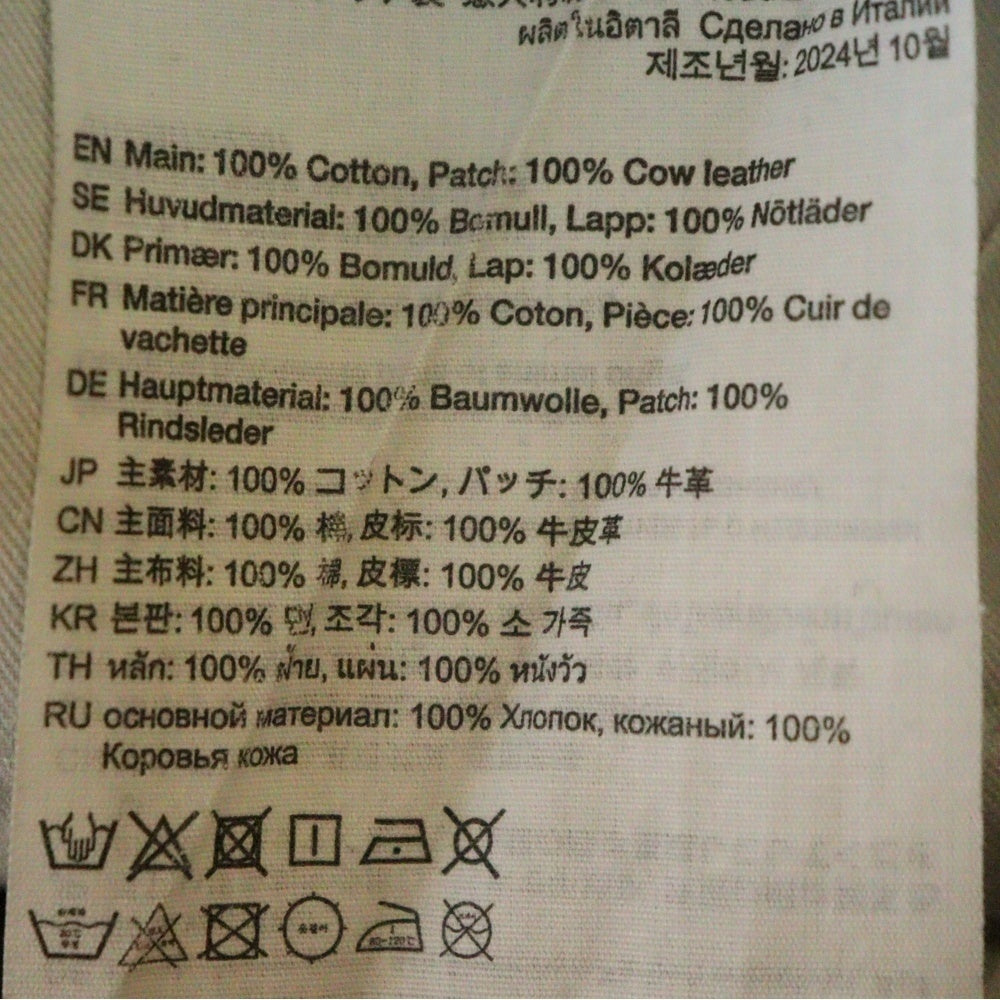 ผลิตในอิตาลี Сделано в Италии
제조년월: 2024년 10월
EN Main: 100% Cotton, Patch: 100% Cow leather
SE Huvudmaterial: 100% Bomull, Lapp: 100% Nötläder
DK Primær: 100% Bomuld, Lap: 100% Kolæder
FR Matière principale: 100% Coton, Pièce: 100% Cuir de
vachette
DE Hauptmaterial: 100% Baumwolle, Patch: 100%
Rindsleder
JP 主素材: 100% コットン, パッチ: 100% 牛革
CN 主面料: 100% 棉, 皮标: 100% 牛皮革
ZH 主布料: 100% 棉, 皮標: 100% 牛皮
KR 본판: 100% 면, 조각: 100% 소 가죽
TH หลัก: 100% ฝ้าย, แผ่น: 100% หนังวัว
RU основной материал: 100% Хлопок, кожаный: 100%
Коровья кожа
30℃
80~120℃